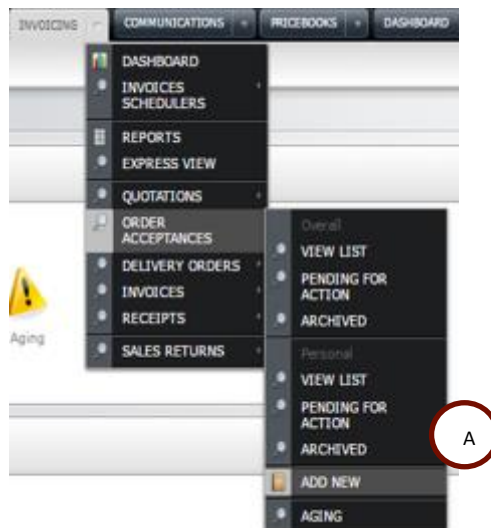 INVOICING
COMMUNICATIONS
PRICEBOOKS
DASHBOARD
DASHBOARD
INVOICES
SCHEDULERS
REPORTS
EXPRESS VIEW
QUOTATIONS
ORDER
ACCEPTANCES
DELIVERY ORDERS
INVOICES
RECEIPTS
SALES RETURNS
Aging
Overall
VIEW LIST
PENDING FOR
ACTION
ARCHIVED
Personal
VIEW LIST
PENDING FOR
ACTION
ARCHIVED
A
ADD NEW
AGING